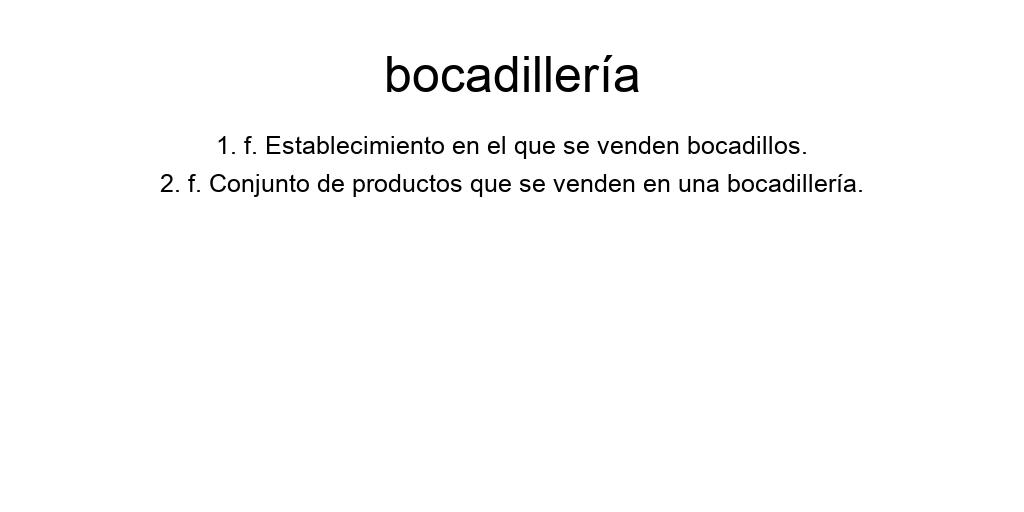 bocadillería
1. f. Establecimiento en el que se venden bocadillos.
2. f. Conjunto de productos que se venden en una bocadillería.